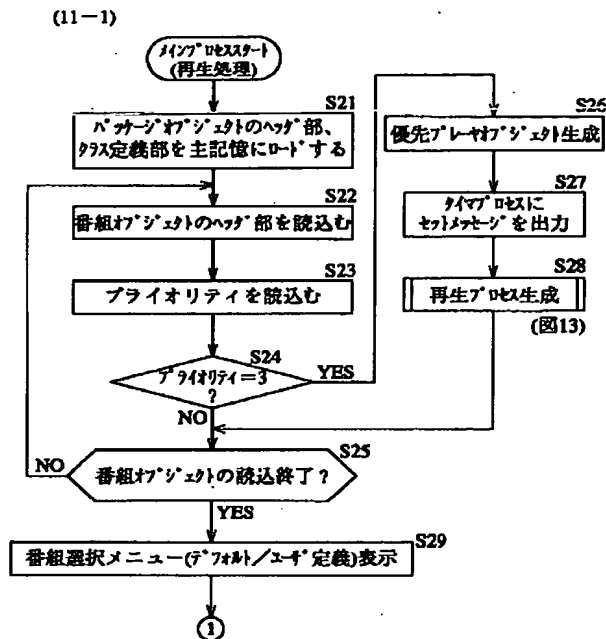 (11－1)
メインプロセススタート
(再生処理)
S21
パッケージオブジェクトのヘッダ部、
クラス定義部を主記憶にロードする
S22
番組オブジェクトのヘッダ部を読込む
S23
プライオリティを読込む
S24
プライオリティ＝3
?
YES
NO
S25
番組オブジェクトの読込終了？
NO
YES
S29
番組選択メニュー(デフォルト／ユーザ定義)表示
1
S26
優先プレーヤオブジェクト生成
S27
タイマプロセスに
セットメッセージを出力
S28
再生プロセス生成
(図13)